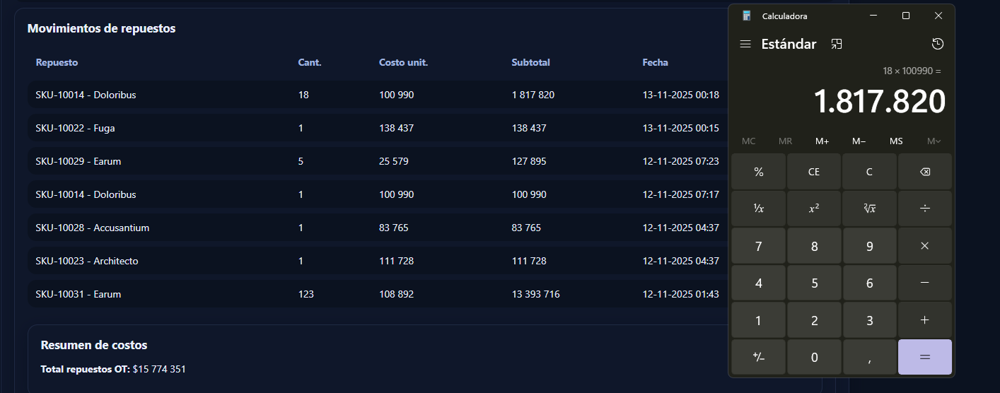 Movimientos de repuestos
Repuesto Cant. Costo unit. Subtotal Fecha
SKU-10014 - Doloribus 18 100 990 1 817 820 13-11-2025 00:18
SKU-10022 - Fuga 1 138 437 138 437 13-11-2025 00:15
SKU-10029 - Earum 5 25 579 127 895 12-11-2025 07:23
SKU-10014 - Doloribus 1 100 990 100 990 12-11-2025 07:17
SKU-10028 - Accusantium 1 83 765 83 765 12-11-2025 04:37
SKU-10023 - Architecto 1 111 728 111 728 12-11-2025 04:37
SKU-10031 - Earum 123 108 892 13 393 716 12-11-2025 01:43
Resumen de costos
Total repuestos OT: $15 774 351
Calculadora
Estándar
18 × 100990 =
1.817.820
MC MR M+ M− MS M˅
% CE C ⌫
¹/x x² ²√x ÷
7 8 9 ×
4 5 6 −
1 2 3 +
+/− 0 , =